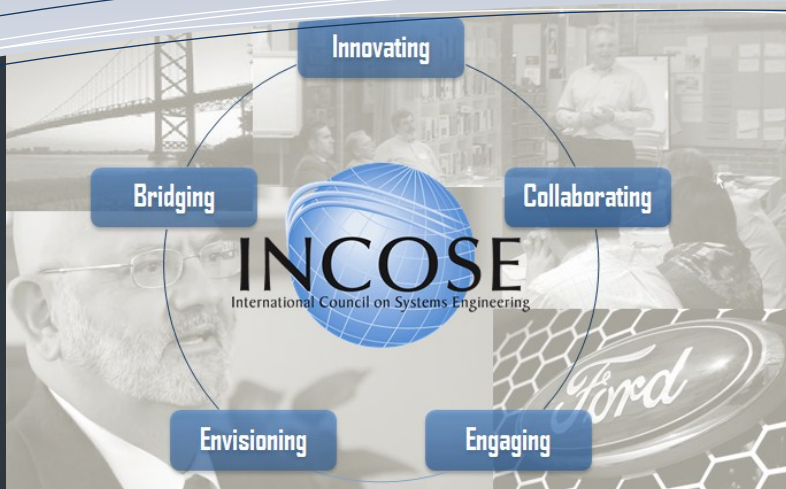 Innovating
Bridging
Collaborating
INCOSE
International Council on Systems Engineering
Ford
Envisioning
Engaging